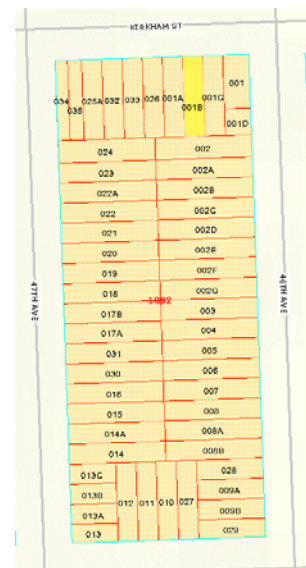 KIRKHAM ST
034 035 025A 032 033 026 001A 001B 001C 001
001D
024 002
023 002A
022A 002B
022 002C
021 002D
020 002E
019 002F
018 002G
1802
017B 003
017A 004
031 005
030 006
016 007
015 008
014A 008A
014 008B
47TH AVE
46TH AVE
013C 028
013B 009A
012 011 010 027
013A 009B
013 029